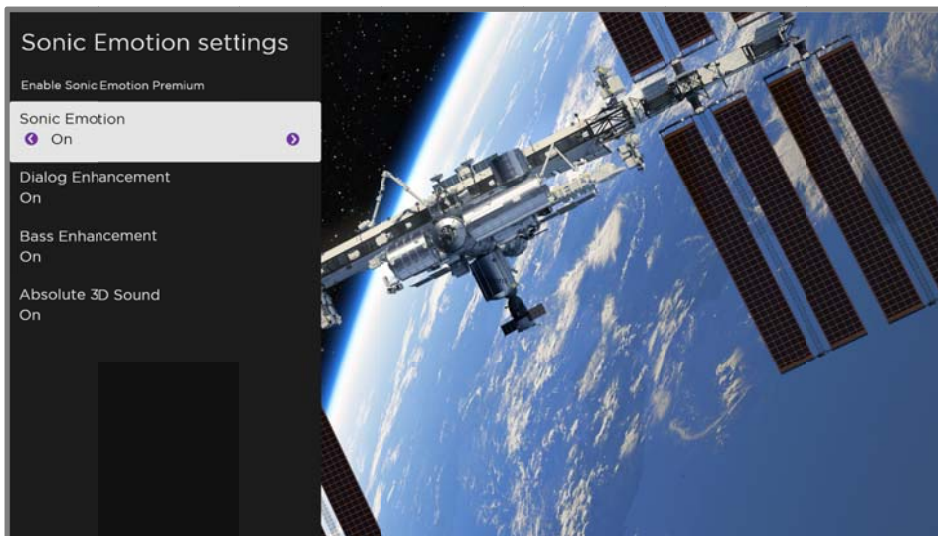 Sonic Emotion settings
Enable Sonic Emotion Premium
Sonic Emotion
On
Dialog Enhancement
On
Bass Enhancement
On
Absolute 3D Sound
On